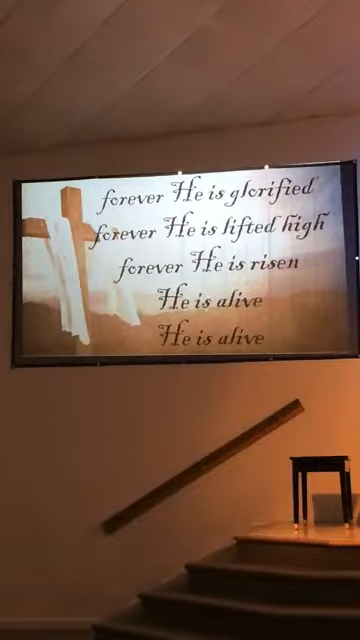 forever He is glorified
forever He is lifted high
forever He is risen
He is alive
He is alive